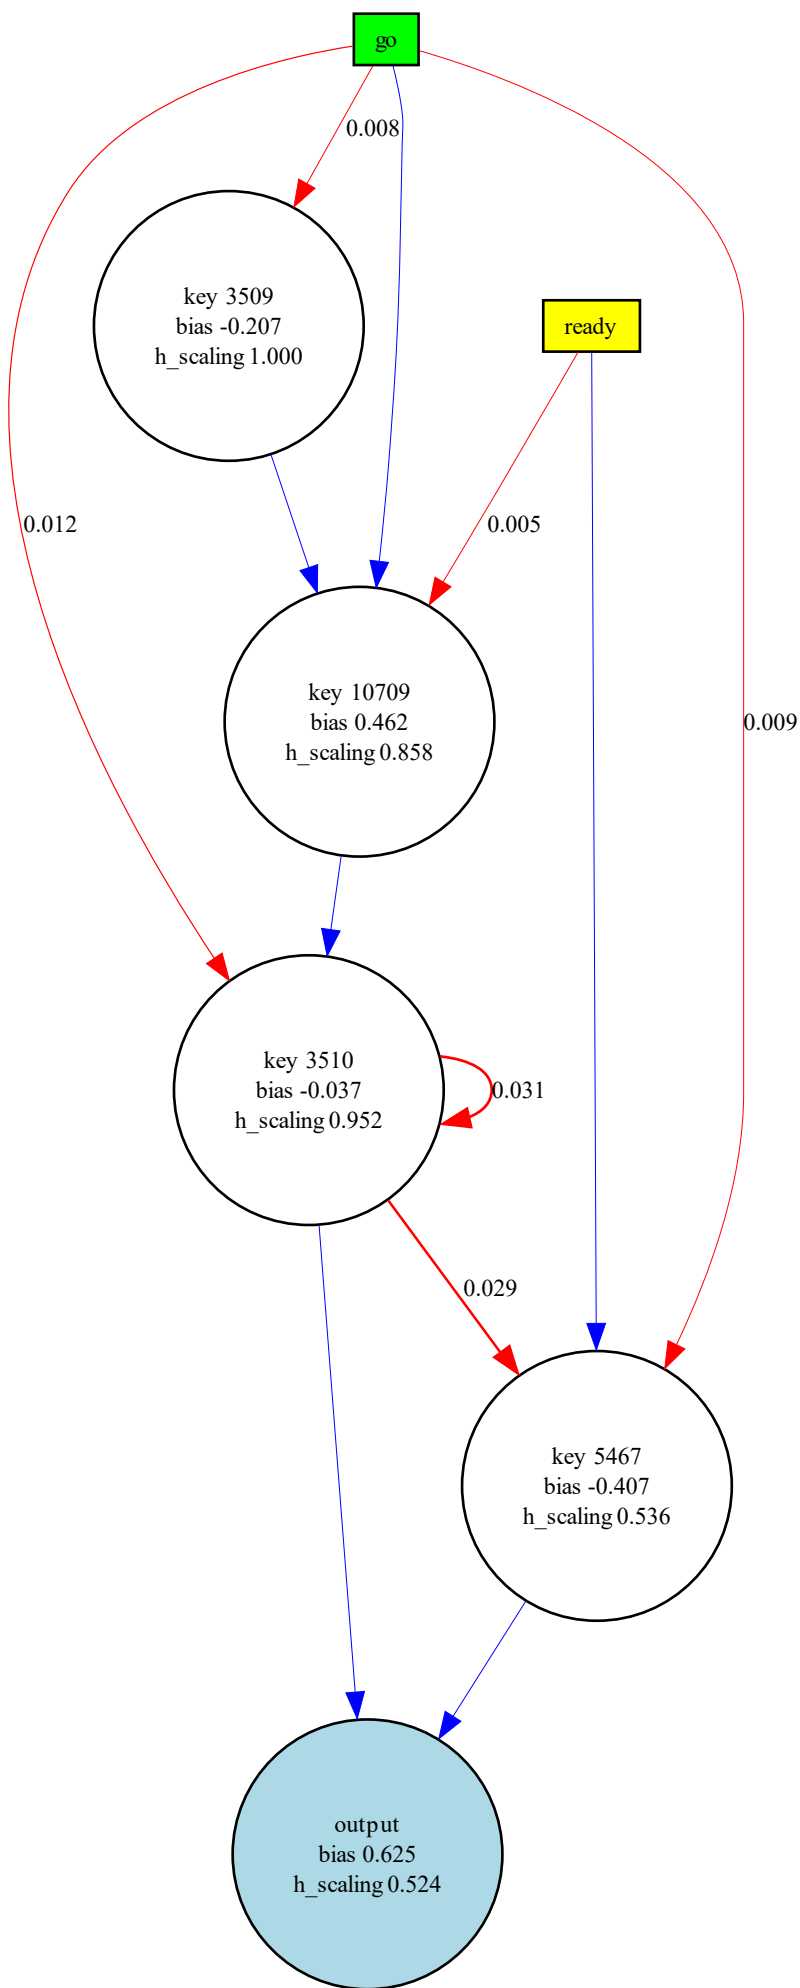 go
0.008
key 3509
bias -0.207
h_scaling 1.000
ready
0.012
0.005
key 10709
bias 0.462
h_scaling 0.858
0.009
key 3510
bias -0.037
h_scaling 0.952
0.031
0.029
key 5467
bias -0.407
h_scaling 0.536
output
bias 0.625
h_scaling 0.524